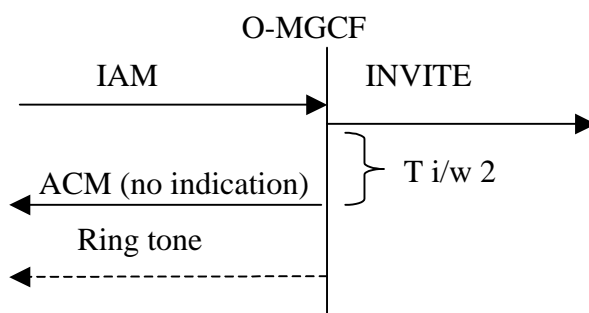 O-MGCF
IAM
INVITE
T i/w 2
ACM (no indication)
Ring tone